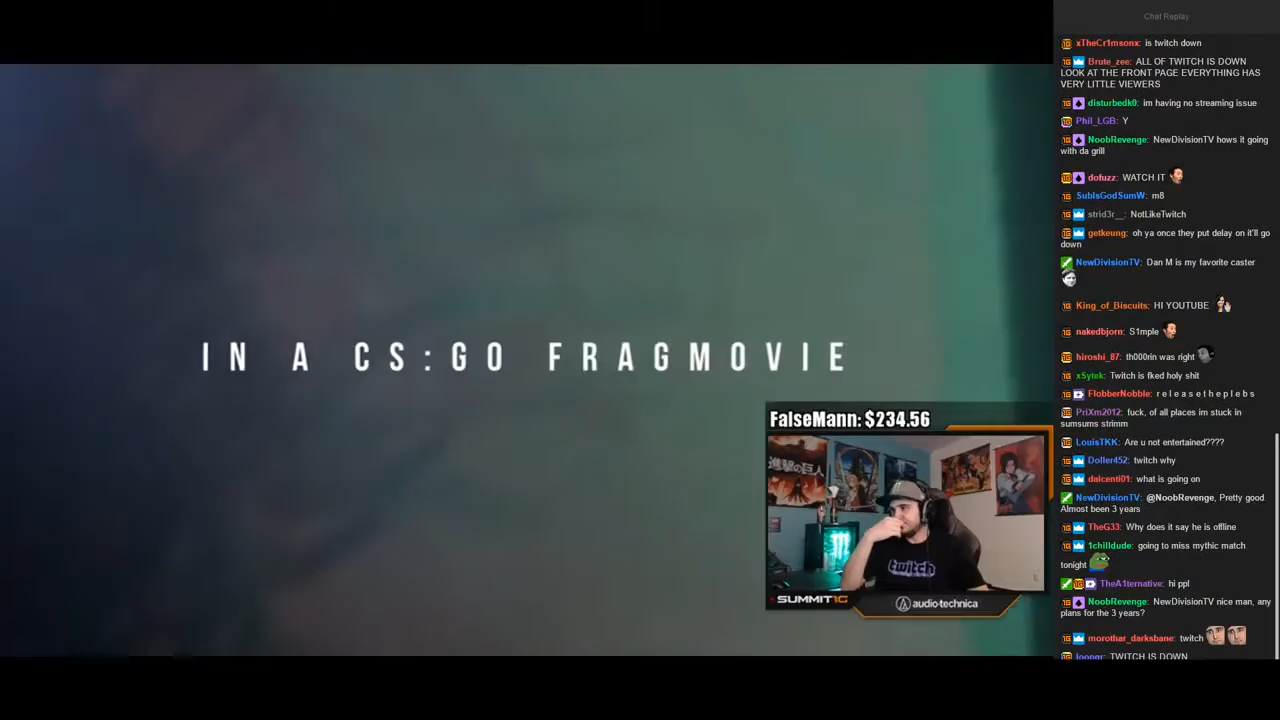 IN A CS:GO FRAGMOVIE
FalseMann: $234.56
進撃の巨人
twitch
SUMMIT1G
audio-technica
Chat Replay
xTheCr1msonx: is twitch down
Brute_zee: ALL OF TWITCH IS DOWN
LOOK AT THE FRONT PAGE EVERYTHING HAS
VERY LITTLE VIEWERS
disturbedk0: im having no streaming issue
Phil_LGB: Y
NoobRevenge: NewDivisionTV hows it going
with da grill
dofuzz: WATCH IT
SubIsGodSumW: m8
strid3r__: NotLikeTwitch
getkeung: oh ya once they put delay on it'll go
down
NewDivisionTV: Dan M is my favorite caster
King_of_Biscuits: HI YOUTUBE
nakedbjorn: S1mple
hiroshi_87: th000rin was right
xSytek: Twitch is fked holy shit
FlobberNobble: r e l e a s e t h e p l e b s
PriXm2012: fuck, of all places im stuck in
sumsums strimm
LouisTKK: Are u not entertained????
Doller452: twitch why
dalcenti01: what is going on
NewDivisionTV: @NoobRevenge, Pretty good
Almost been 3 years
TheG33: Why does it say he is offline
1chilldude: going to miss mythic match
tonight
TheA1ternative: hi ppl
NoobRevenge: NewDivisionTV nice man, any
plans for the 3 years?
morothar_darksbane: twitch
loopgr: TWITCH IS DOWN